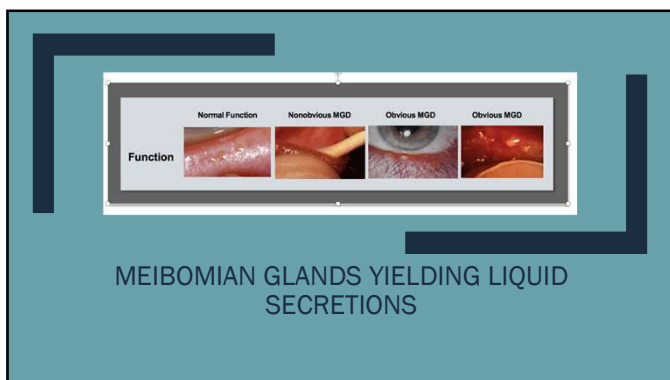 Normal Function Nonobvious MGD Obvious MGD Obvious MGD
Function
MEIBOMIAN GLANDS YIELDING LIQUID
SECRETIONS